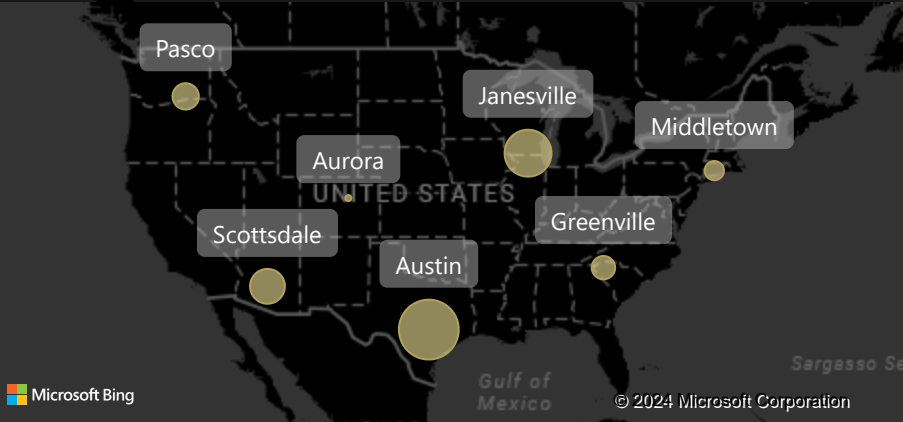 Pasco
Janesville
Middletown
Aurora
UNITED STATES
Greenville
Scottsdale
Austin
Sargasso Se
Gulf of
Mexico
Microsoft Bing
© 2024 Microsoft Corporation